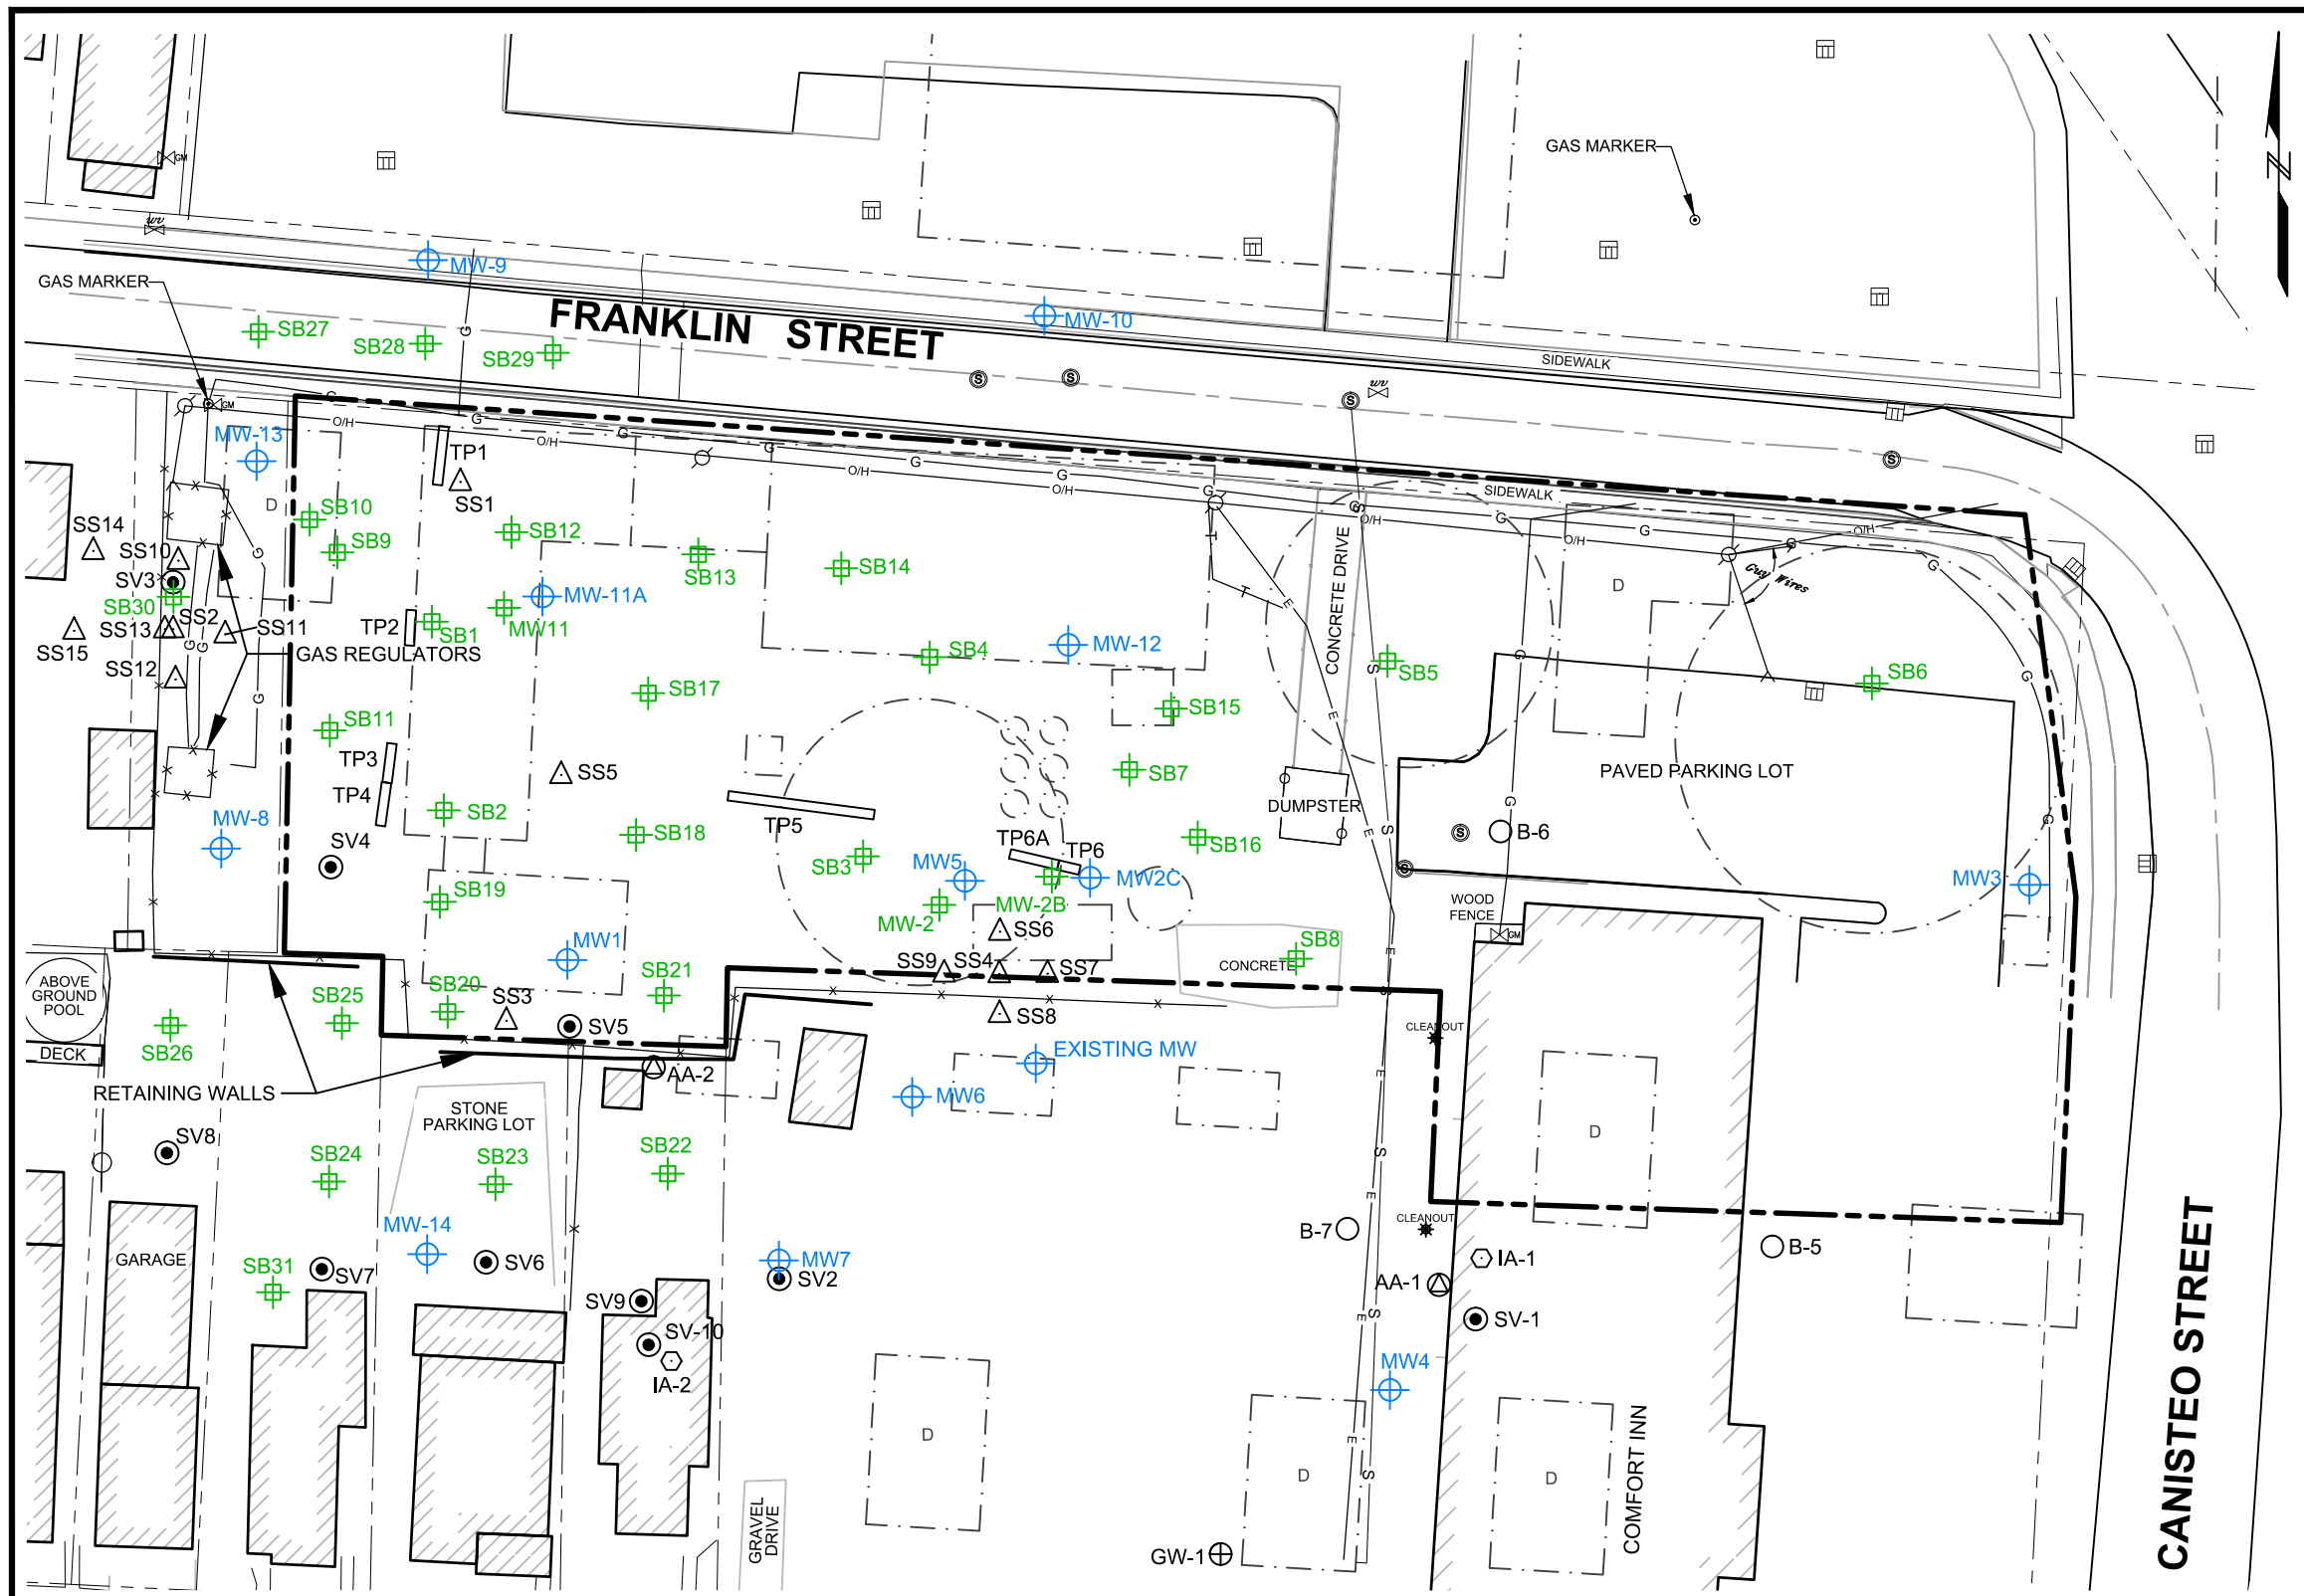 GAS MARKER
GM
wv
MW-9
GAS MARKER
FRANKLIN STREET
MW-10
SB27
SB28
SB29
SIDEWALK
wv
GM
MW-13
TP1
SS1
SIDEWALK
D
SB10
SB9
SB12
SB13
SB14
SS14
SS10
SV3
SB30
SS2
SS13
SS11
SS15
SS12
GAS REGULATORS
TP2
SB1
MW11
MW-11A
SB4
MW-12
CONCRETE DRIVE
Guy Wires
D
SB5
SB6
SB17
SB15
SB11
TP3
TP4
SS5
SB7
PAVED PARKING LOT
SB2
TP5
DUMPSTER
SB18
SB16
B-6
MW-8
SV4
SB3
MW5
TP6A
TP6
MW2C
MW3
SB19
MW-2
MW-2B
WOOD
FENCE
GM
SS6
MW1
SB8
CONCRETE
SS9
SS4
SS7
ABOVE
GROUND
POOL
SB25
SB20
SS3
SB21
SS8
SV5
CLEANOUT
SB26
DECK
EXISTING MW
AA-2
MW6
RETAINING WALLS
STONE
PARKING LOT
SV8
SB24
SB23
SB22
D
MW-14
CLEANOUT
B-7
B-5
GARAGE
SV7
SV6
MW7
SV2
IA-1
AA-1
SB31
SV9
SV-1
SV-10
IA-2
MW4
D
D
D
COMFORT INN
GRAVEL
DRIVE
GW-1
CANISTEO STREET
N